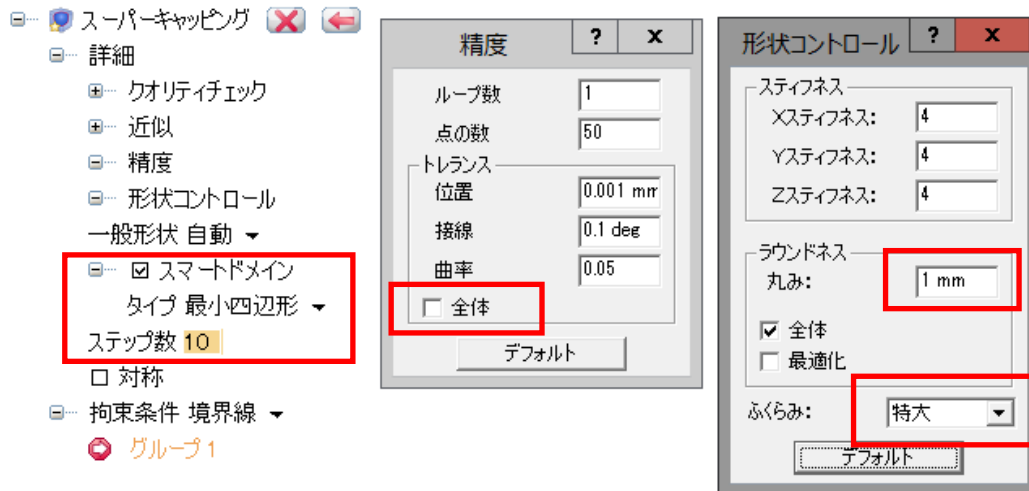 スーパーキャッピング
詳細
クオリティチェック
近似
精度
形状コントロール
一般形状 自動
スマートドメイン
タイプ 最小四辺形
ステップ数 10
対称
拘束条件 境界線
グループ 1
精度 ? x
ループ数 1
点の数 50
トレランス
位置 0.001 mm
接線 0.1 deg
曲率 0.05
全体
デフォルト
形状コントロール ? x
スティフネス
Xスティフネス: 4
Yスティフネス: 4
Zスティフネス: 4
ラウンドネス
丸み: 1 mm
全体
最適化
ふくらみ: 特大
デフォルト